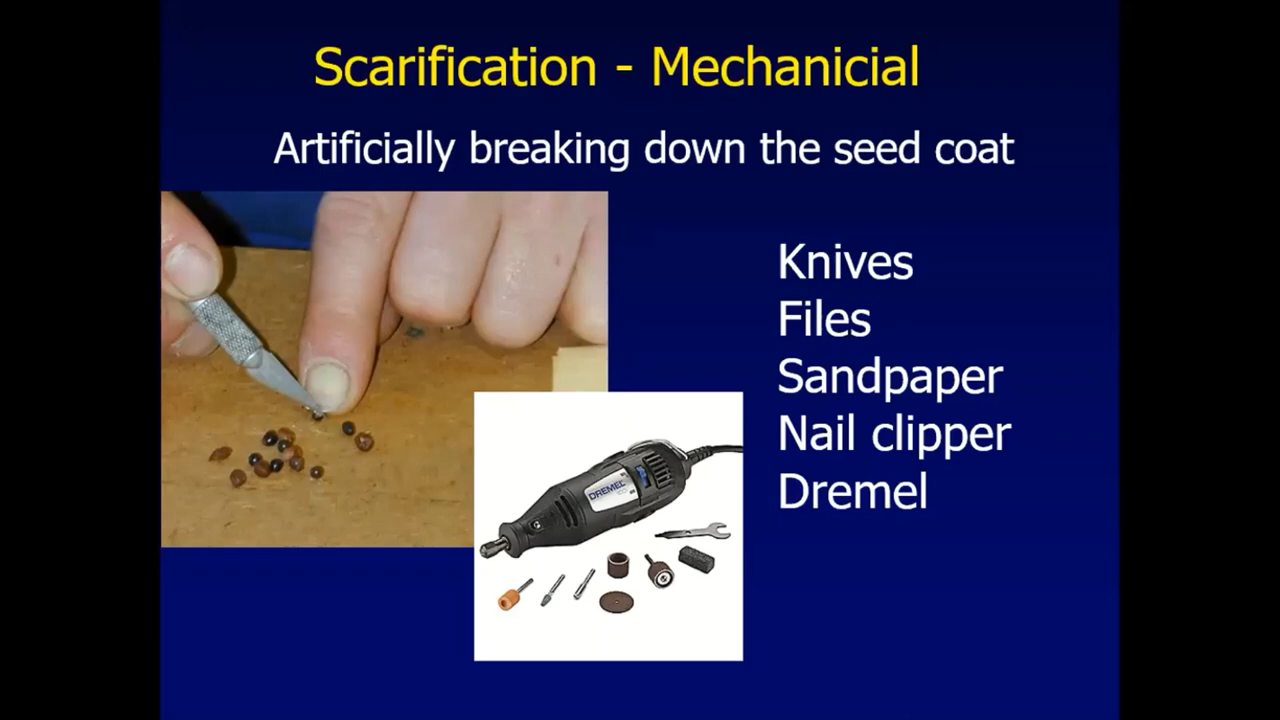 Scarification - Mechanicial
Artificially breaking down the seed coat
Knives
Files
Sandpaper
Nail clipper
Dremel
DREMEL